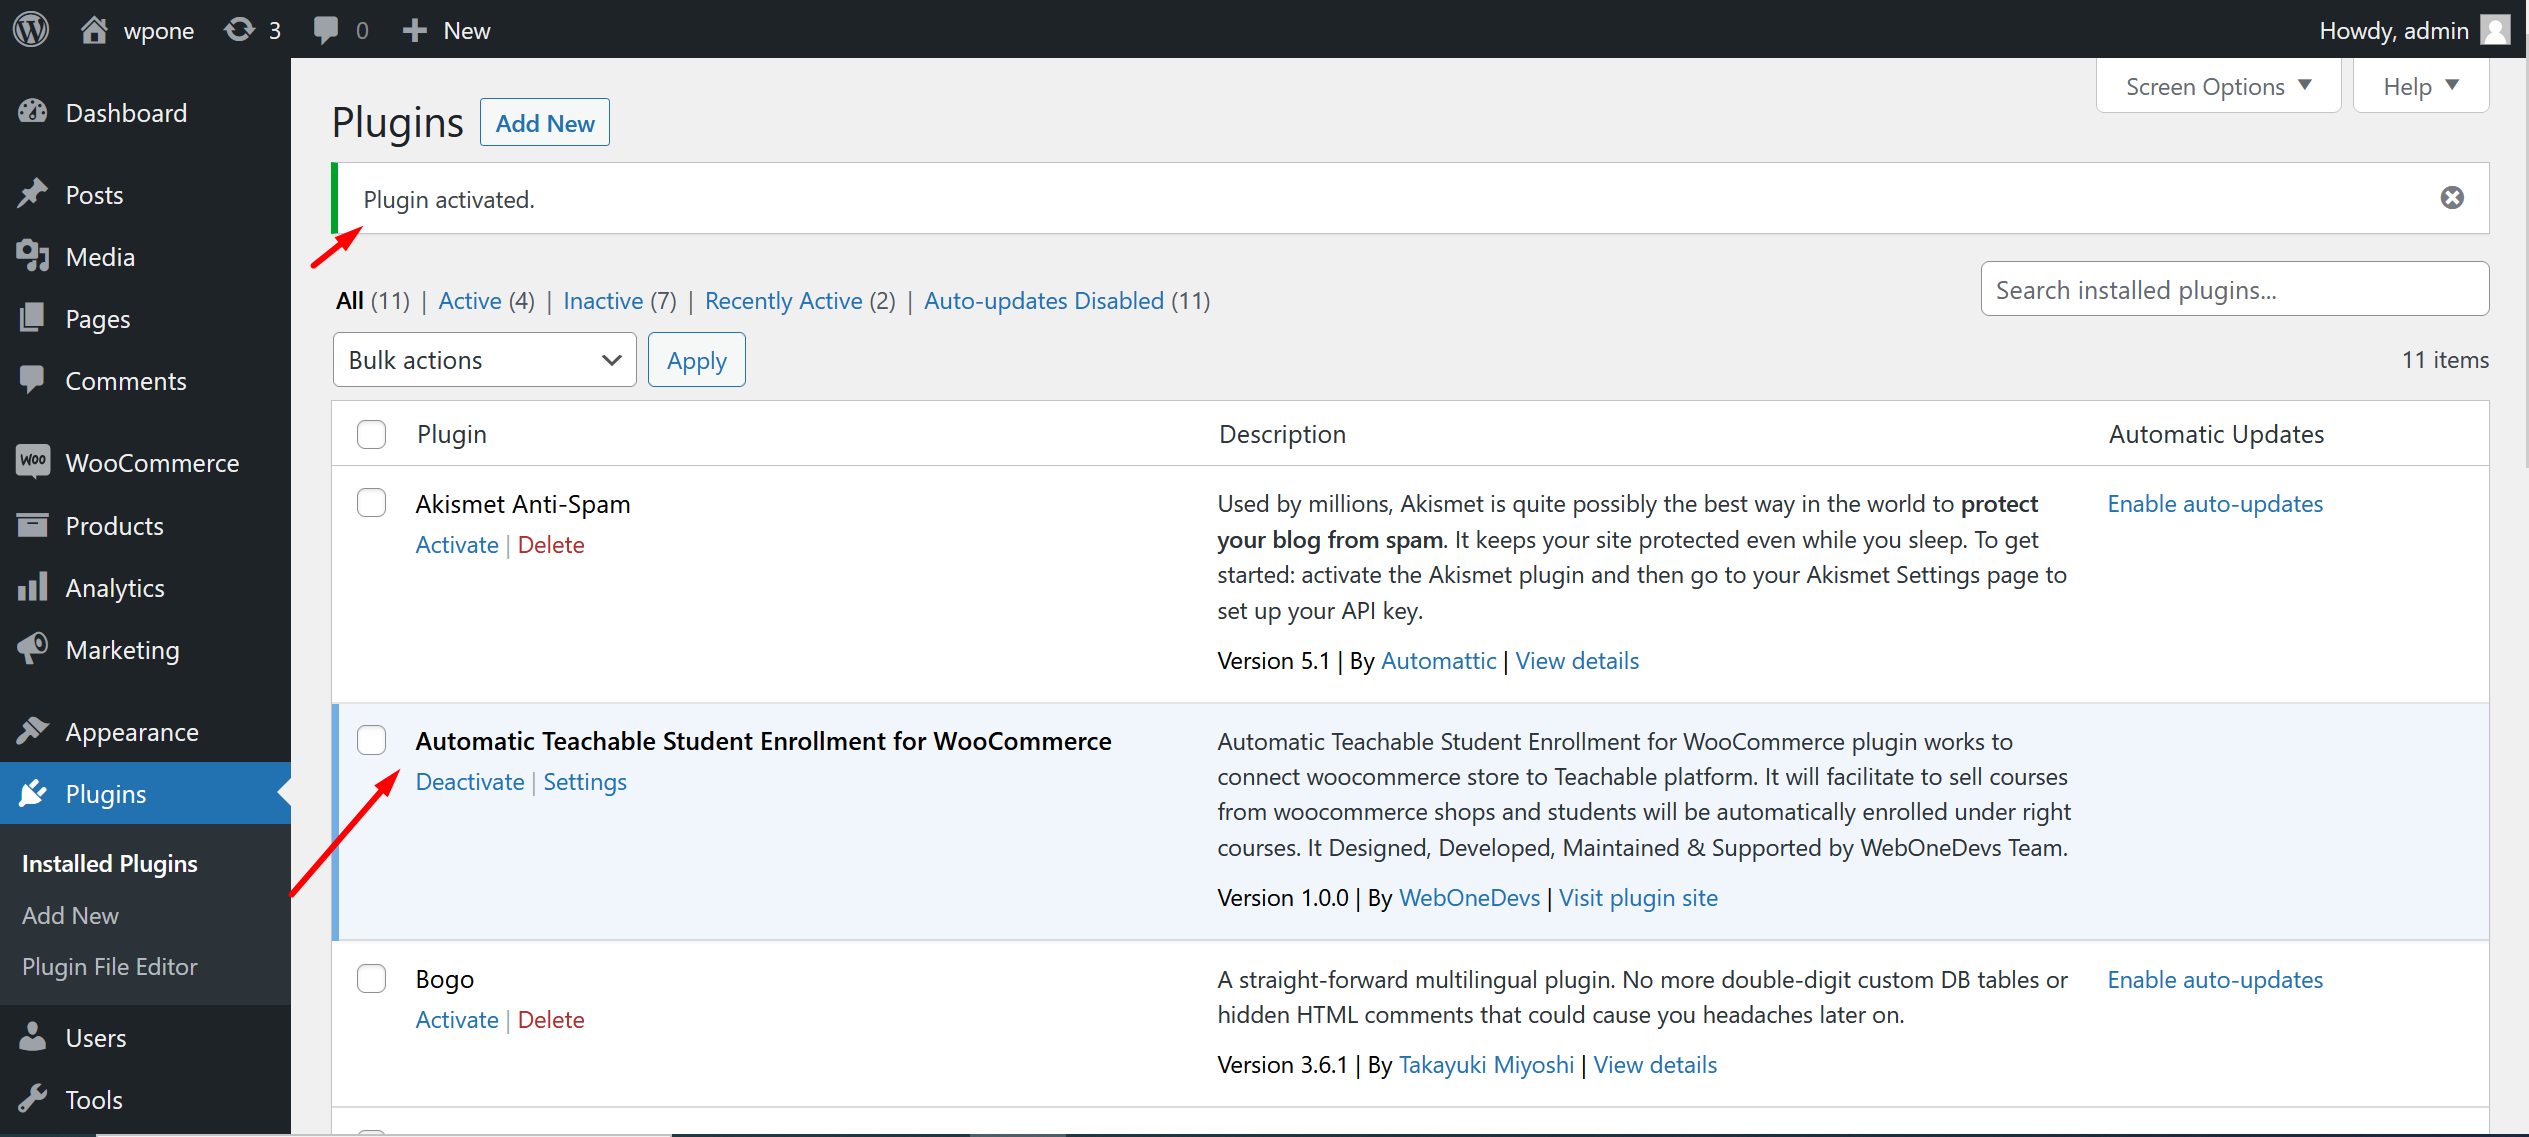 wpone 3 0 New Howdy, admin
Screen Options Help
Dashboard
Posts
Media
Pages
Comments
WOO WooCommerce
Products
Analytics
Marketing
Appearance
Plugins
Installed Plugins
Add New
Plugin File Editor
Users
Tools
Plugins Add New
Plugin activated.
All (11) | Active (4) | Inactive (7) | Recently Active (2) | Auto-updates Disabled (11)
Search installed plugins...
Bulk actions Apply
11 items
Plugin Description Automatic Updates
Akismet Anti-Spam
Activate | Delete
Used by millions, Akismet is quite possibly the best way in the world to protect
your blog from spam. It keeps your site protected even while you sleep. To get
started: activate the Akismet plugin and then go to your Akismet Settings page to
set up your API key.
Version 5.1 | By Automattic | View details
Enable auto-updates
Automatic Teachable Student Enrollment for WooCommerce
Deactivate | Settings
Automatic Teachable Student Enrollment for WooCommerce plugin works to
connect woocommerce store to Teachable platform. It will facilitate to sell courses
from woocommerce shops and students will be automatically enrolled under right
courses. It Designed, Developed, Maintained & Supported by WebOneDevs Team.
Version 1.0.0 | By WebOneDevs | Visit plugin site
Bogo
Activate | Delete
A straight-forward multilingual plugin. No more double-digit custom DB tables or
hidden HTML comments that could cause you headaches later on.
Version 3.6.1 | By Takayuki Miyoshi | View details
Enable auto-updates